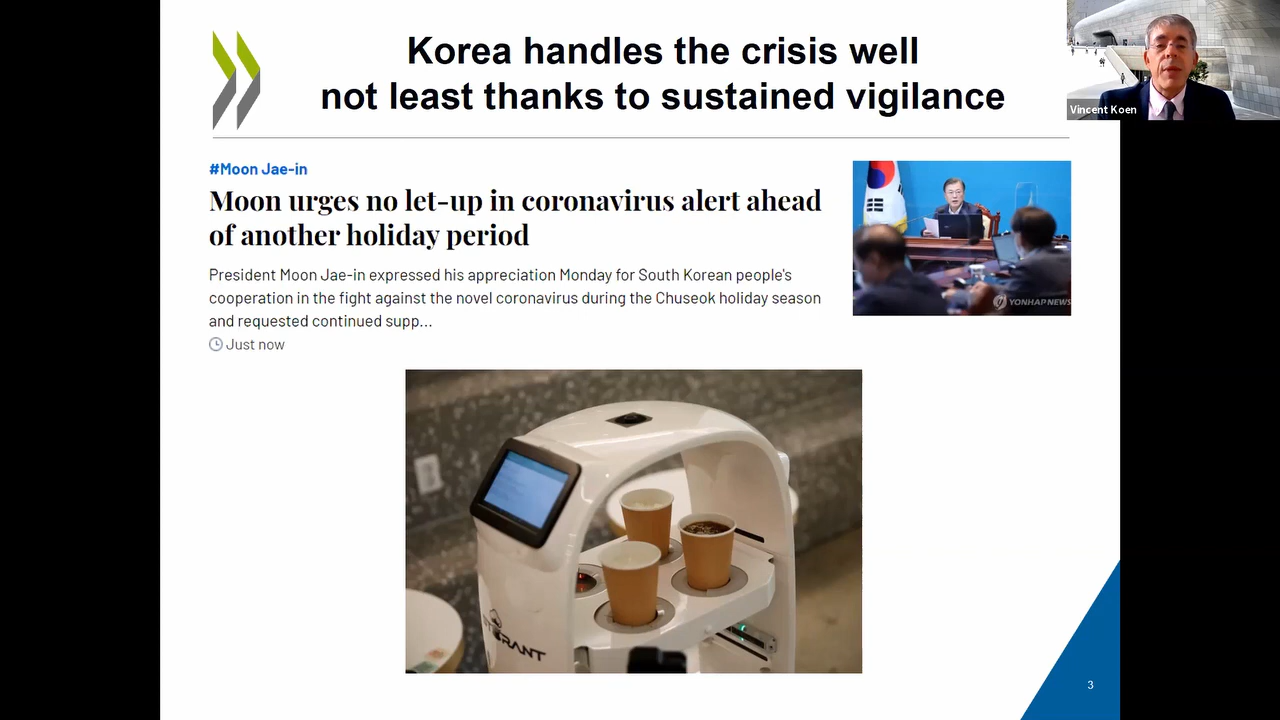 Korea handles the crisis well
not least thanks to sustained vigilance
Vincent Koen
#Moon Jae-in
Moon urges no let-up in coronavirus alert ahead
of another holiday period
President Moon Jae-in expressed his appreciation Monday for South Korean people's
cooperation in the fight against the novel coronavirus during the Chuseok holiday season
and requested continued supp...
Just now
YONHAP NEWS
3